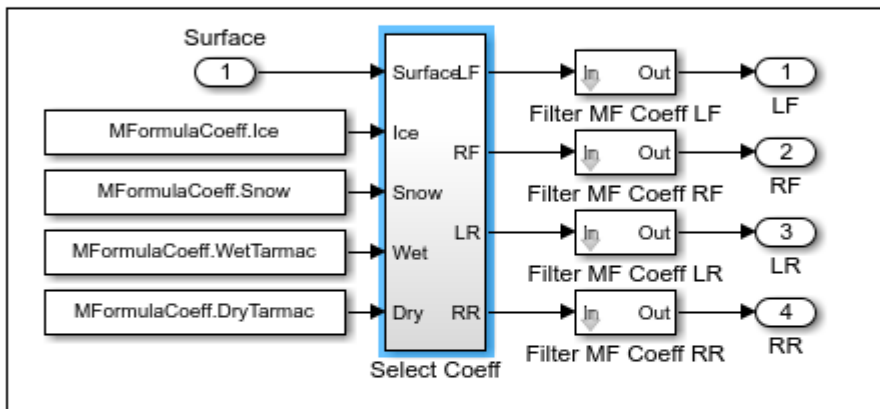 Surface
1
MFormulaCoeff.Ice
MFormulaCoeff.Snow
MFormulaCoeff.WetTarmac
MFormulaCoeff.DryTarmac
Surface
LF
Ice
RF
Snow
LR
Wet
Dry
RR
Select Coeff
In
Out
Filter MF Coeff LF
In
Out
Filter MF Coeff RF
In
Out
Filter MF Coeff LR
In
Out
Filter MF Coeff RR
1
LF
2
RF
3
LR
4
RR